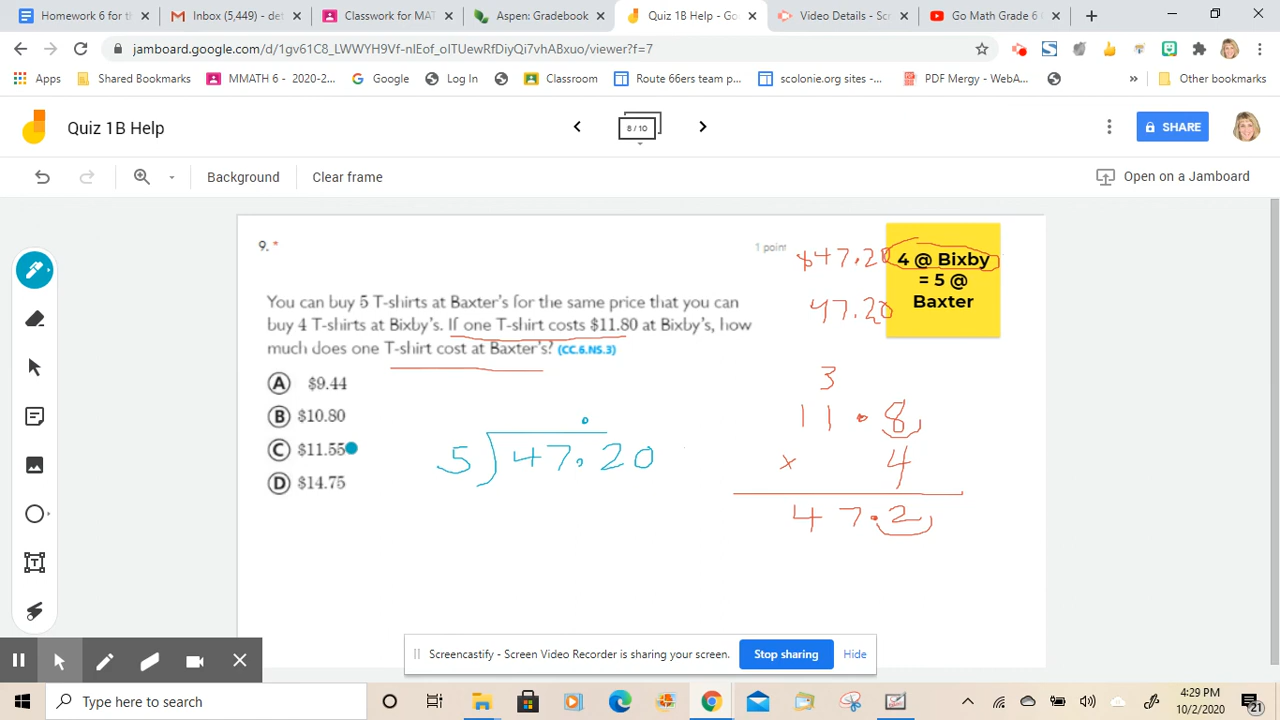 Homework 6 for th
Inbox (5,449) - det
Classwork for MAT
Aspen: Gradebook
Quiz 1B Help - Go
Video Details - Sc
Go Math Grade 6 C
jamboard.google.com/d/1gv61C8_LWWYH9Vf-nlEof_oITUewRfDiyQi7vhABxuo/viewer?f=7
Apps
Shared Bookmarks
MMATH 6 - 2020-2...
Google
Log In
Classroom
Route 66ers team p...
scolonie.org sites -...
PDF Mergy - WebA...
»
Other bookmarks
Quiz 1B Help
8 / 10
SHARE
Background
Clear frame
Open on a Jamboard
9. *
1 point
You can buy 5 T-shirts at Baxter's for the same price that you can
buy 4 T-shirts at Bixby's. If one T-shirt costs $11.80 at Bixby's, how
much does one T-shirt cost at Baxter's? (CC.6.NS.3)
A $9.44
B $10.80
C $11.55
D $14.75
$47.20
47.20
4 @ Bixby
= 5 @
Baxter
3
11.8
x 4
47.2
5)47.20
Screencastify - Screen Video Recorder is sharing your screen.
Stop sharing
Hide
Type here to search
4:29 PM
10/2/2020
21